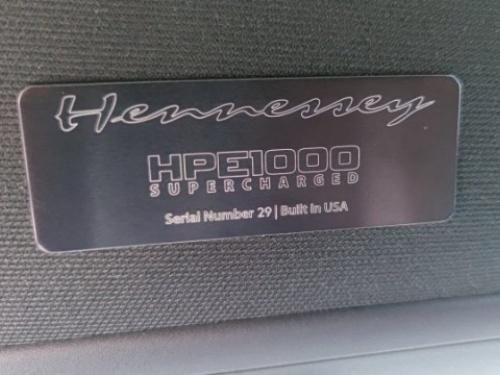 Hennessey
HPE1000
SUPERCHARGED
Serial Number 29 | Built In USA